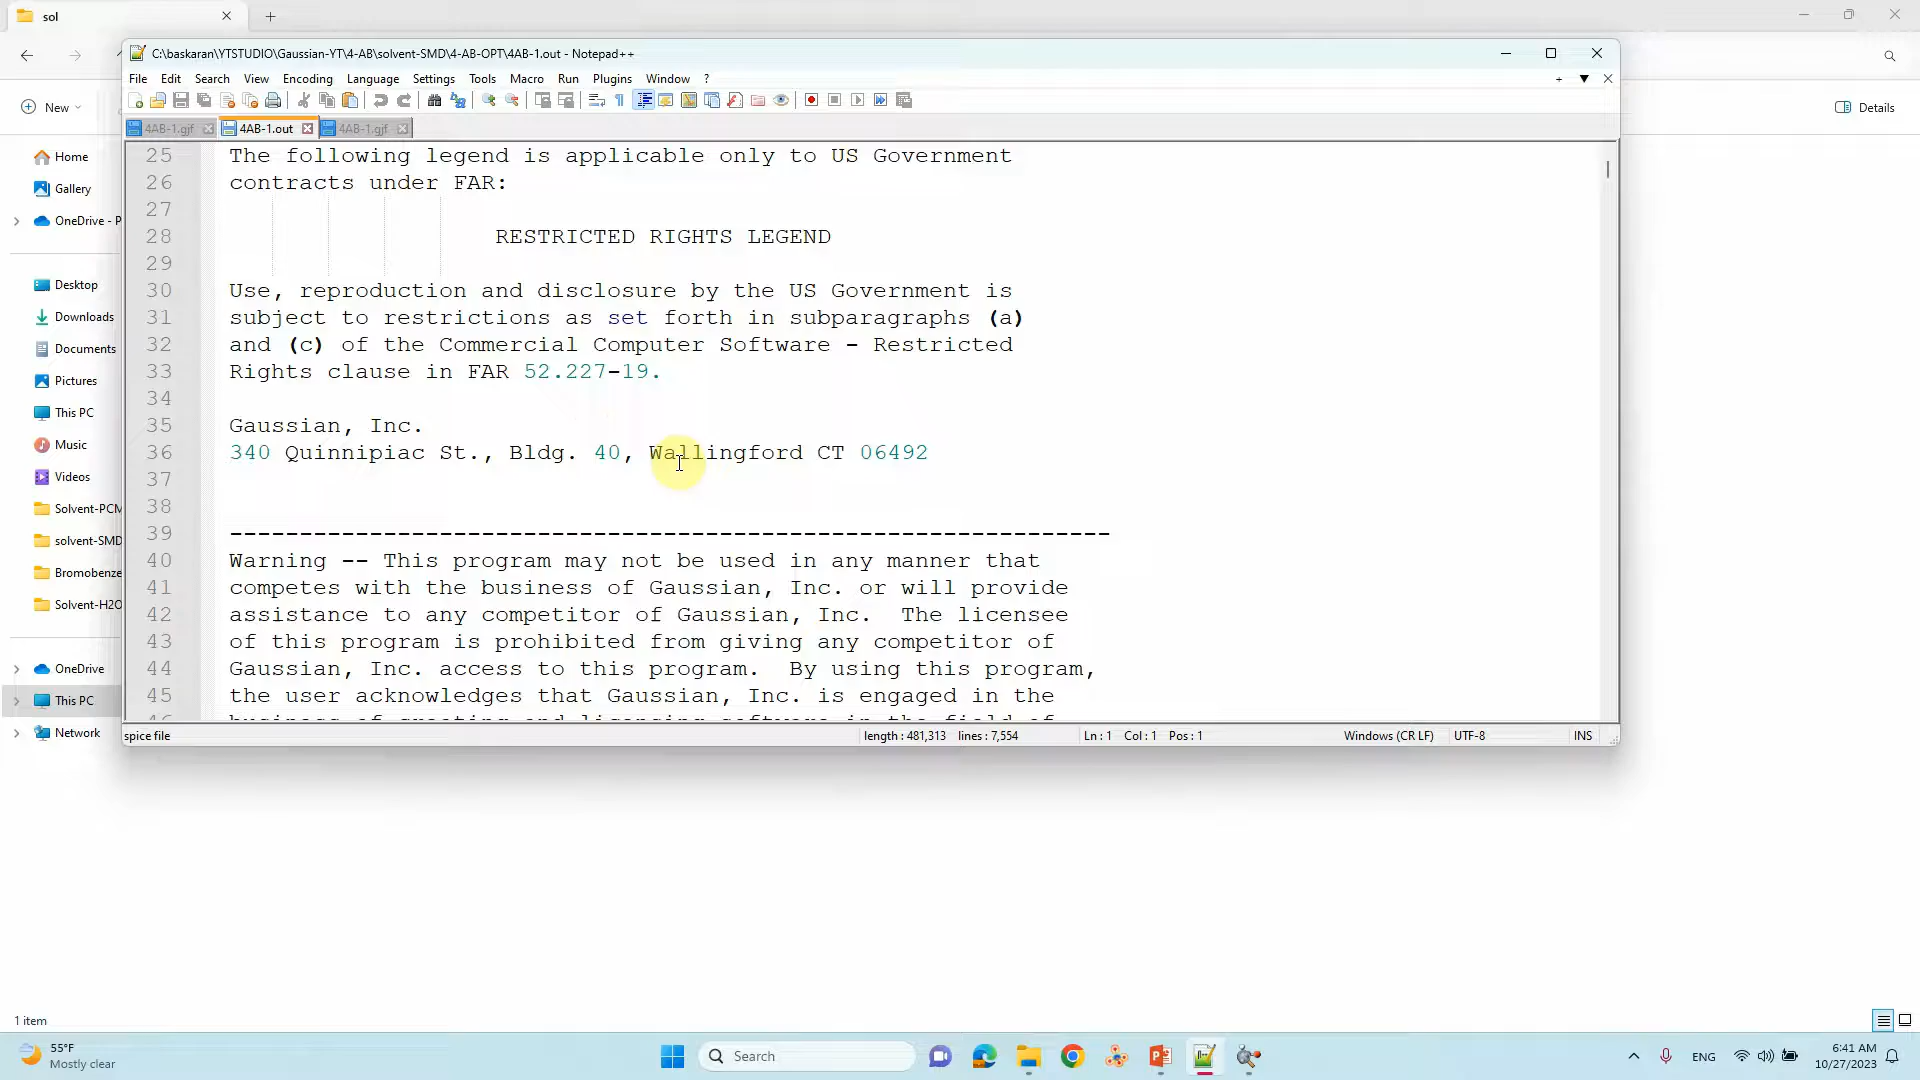 sol
C:\baskaran\YTSTUDIO\Gaussian-YT\4-AB\solvent-SMD\4-AB-OPT\4AB-1.out - Notepad++
File Edit Search View Encoding Language Settings Tools Macro Run Plugins Window ?
New
Details
4AB-1.gjf 4AB-1.out 4AB-1.gjf
Home
Gallery
OneDrive - P
Desktop
Downloads
Documents
Pictures
This PC
Music
Videos
Solvent-PCM
solvent-SMD
Bromobenze
Solvent-H2O
OneDrive
This PC
Network
25 The following legend is applicable only to US Government
26 contracts under FAR:
27
28 RESTRICTED RIGHTS LEGEND
29
30 Use, reproduction and disclosure by the US Government is
31 subject to restrictions as set forth in subparagraphs (a)
32 and (c) of the Commercial Computer Software - Restricted
33 Rights clause in FAR 52.227-19.
34
35 Gaussian, Inc.
36 340 Quinnipiac St., Bldg. 40, Wallingford CT 06492
37
38
39 ---------------------------------------------------------------
40 Warning -- This program may not be used in any manner that
41 competes with the business of Gaussian, Inc. or will provide
42 assistance to any competitor of Gaussian, Inc. The licensee
43 of this program is prohibited from giving any competitor of
44 Gaussian, Inc. access to this program. By using this program,
45 the user acknowledges that Gaussian, Inc. is engaged in the
46 business of creating and licensing software in the field of
spice file length : 481,313 lines : 7,554 Ln : 1 Col : 1 Pos : 1 Windows (CR LF) UTF-8 INS
1 item
55°F
Mostly clear
Search
ENG
6:41 AM
10/27/2023